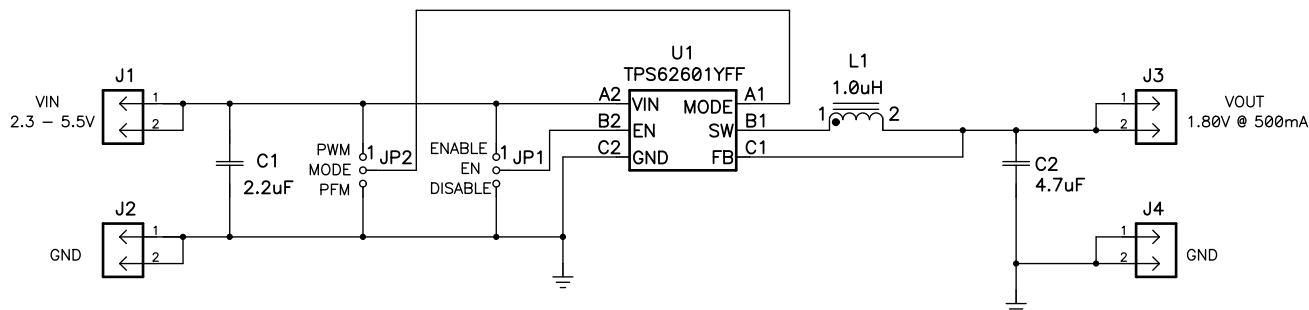 U1
TPS62601YFF
L1
1.0uH
J1
J3
VIN
2.3 – 5.5V
1
2
A2
VIN
MODE
A1
B2
EN
SW
B1
C2
GND
FB
C1
1
2
1
2
VOUT
1.80V @ 500mA
C1
2.2uF
PWM
MODE
PFM
1
JP2
ENABLE
EN
DISABLE
1
JP1
C2
4.7uF
J2
J4
GND
1
2
1
2
GND